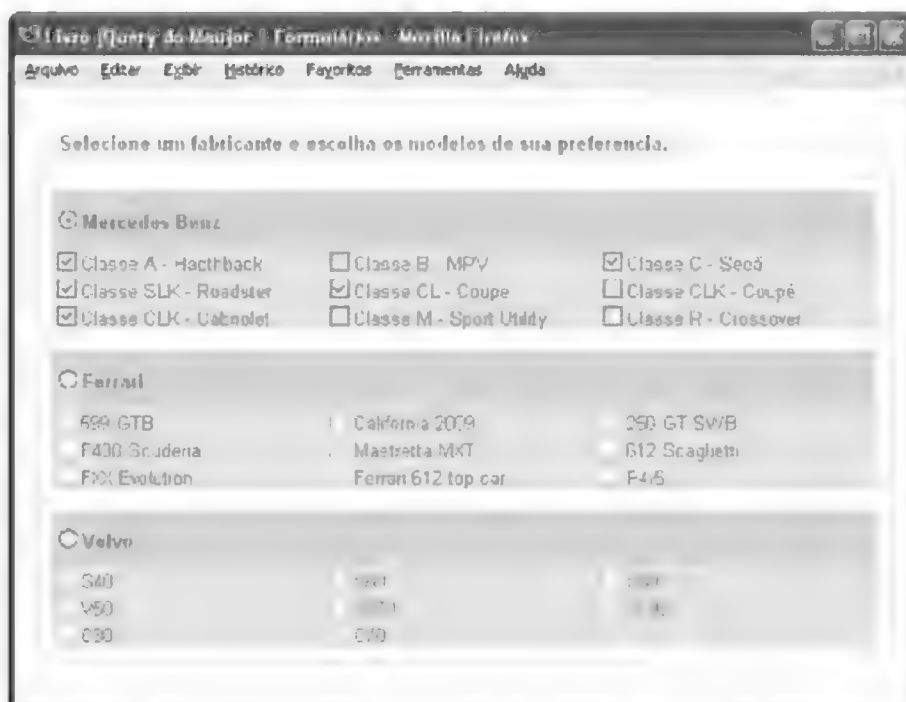 Livro jQuery do Maujor | Formulários - Mozilla Firefox
Arquivo Editar Exibir Histórico Favoritos Ferramentas Ajuda
Selecione um fabricante e escolha os modelos de sua preferencia.
Mercedes Benz
Classe A - Hacthback Classe B - MPV Classe C - Sedã
Classe SLK - Roadster Classe CL - Coupe Classe CLK - Coupé
Classe CLK - Cabriolet Classe M - Sport Utility Classe R - Crossover
Ferrari
599 GTB California 2009 250 GT SWB
F430 Scuderia Mastretta MXT 612 Scaglietti
FXX Evolution Ferrari 612 top car
Volvo
S40
V50
C30 C70